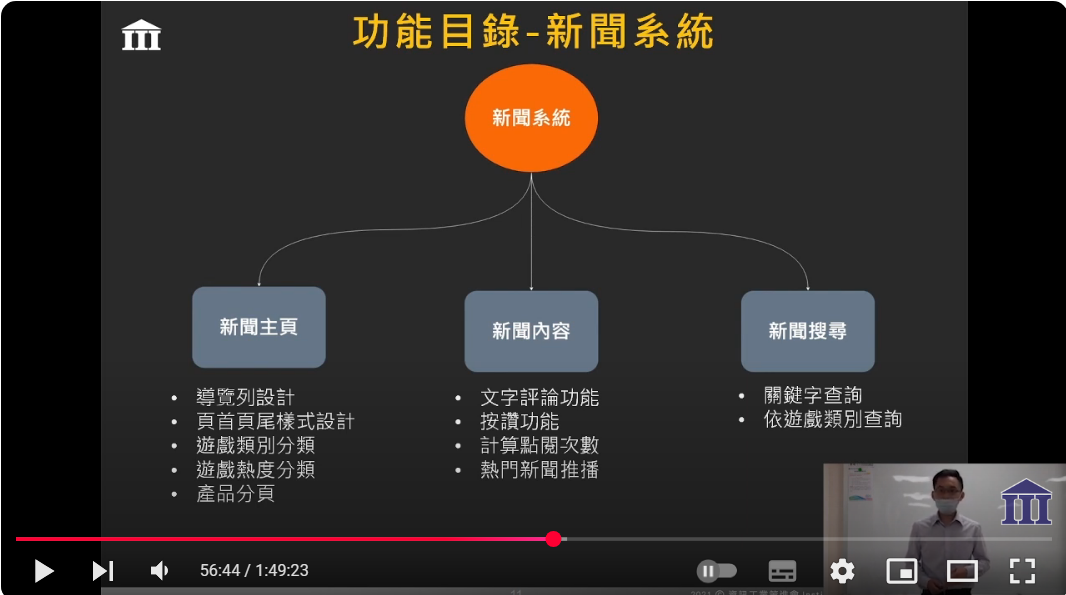 功能目錄-新聞系統
新聞系統
新聞主頁
• 導覽列設計
• 頁首頁尾樣式設計
• 遊戲類別分類
• 遊戲熱度分類
• 產品分頁
新聞內容
• 文字評論功能
• 按讚功能
• 計算點閱次數
• 熱門新聞推播
新聞搜尋
• 關鍵字查詢
• 依遊戲類別查詢
56:44 / 1:49:23